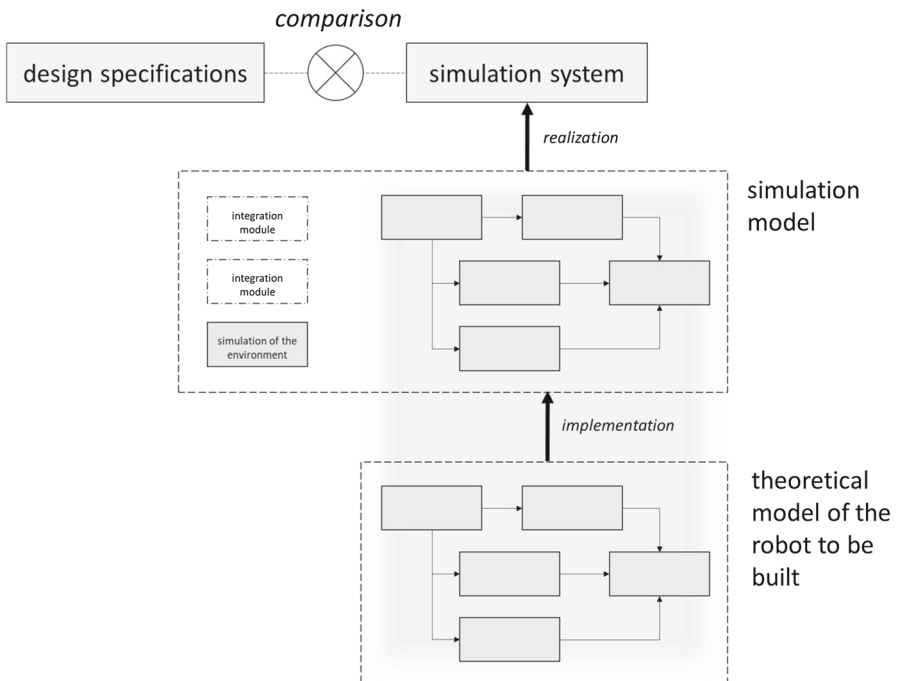 comparison
design specifications
simulation system
realization
simulation
model
integration
module
integration
module
simulation of the
environment
implementation
theoretical
model of the
robot to be
built